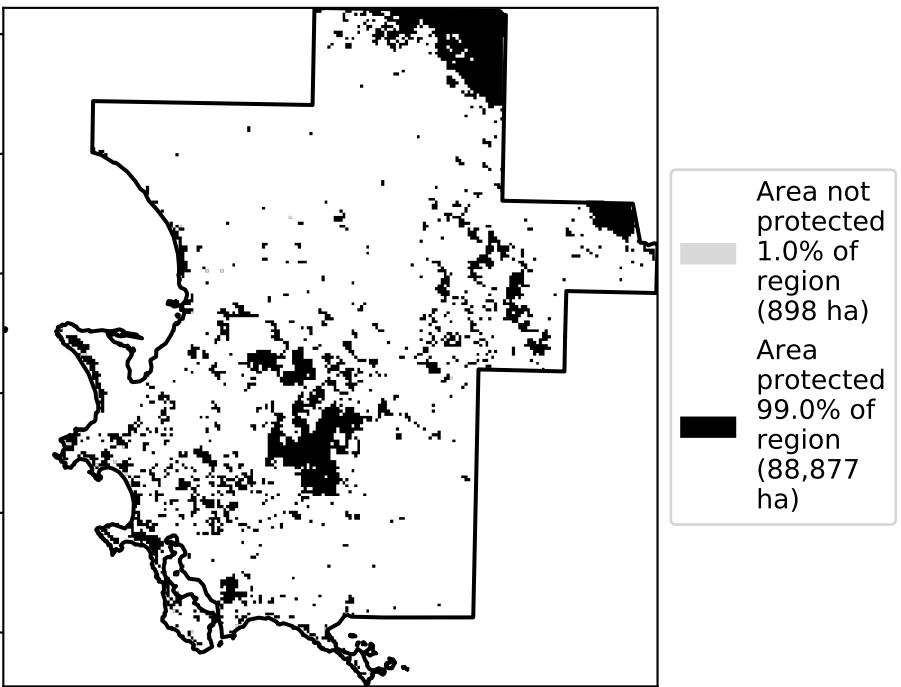 Area not
protected
1.0% of
region
(898 ha)
Area
protected
99.0% of
region
(88,877
ha)